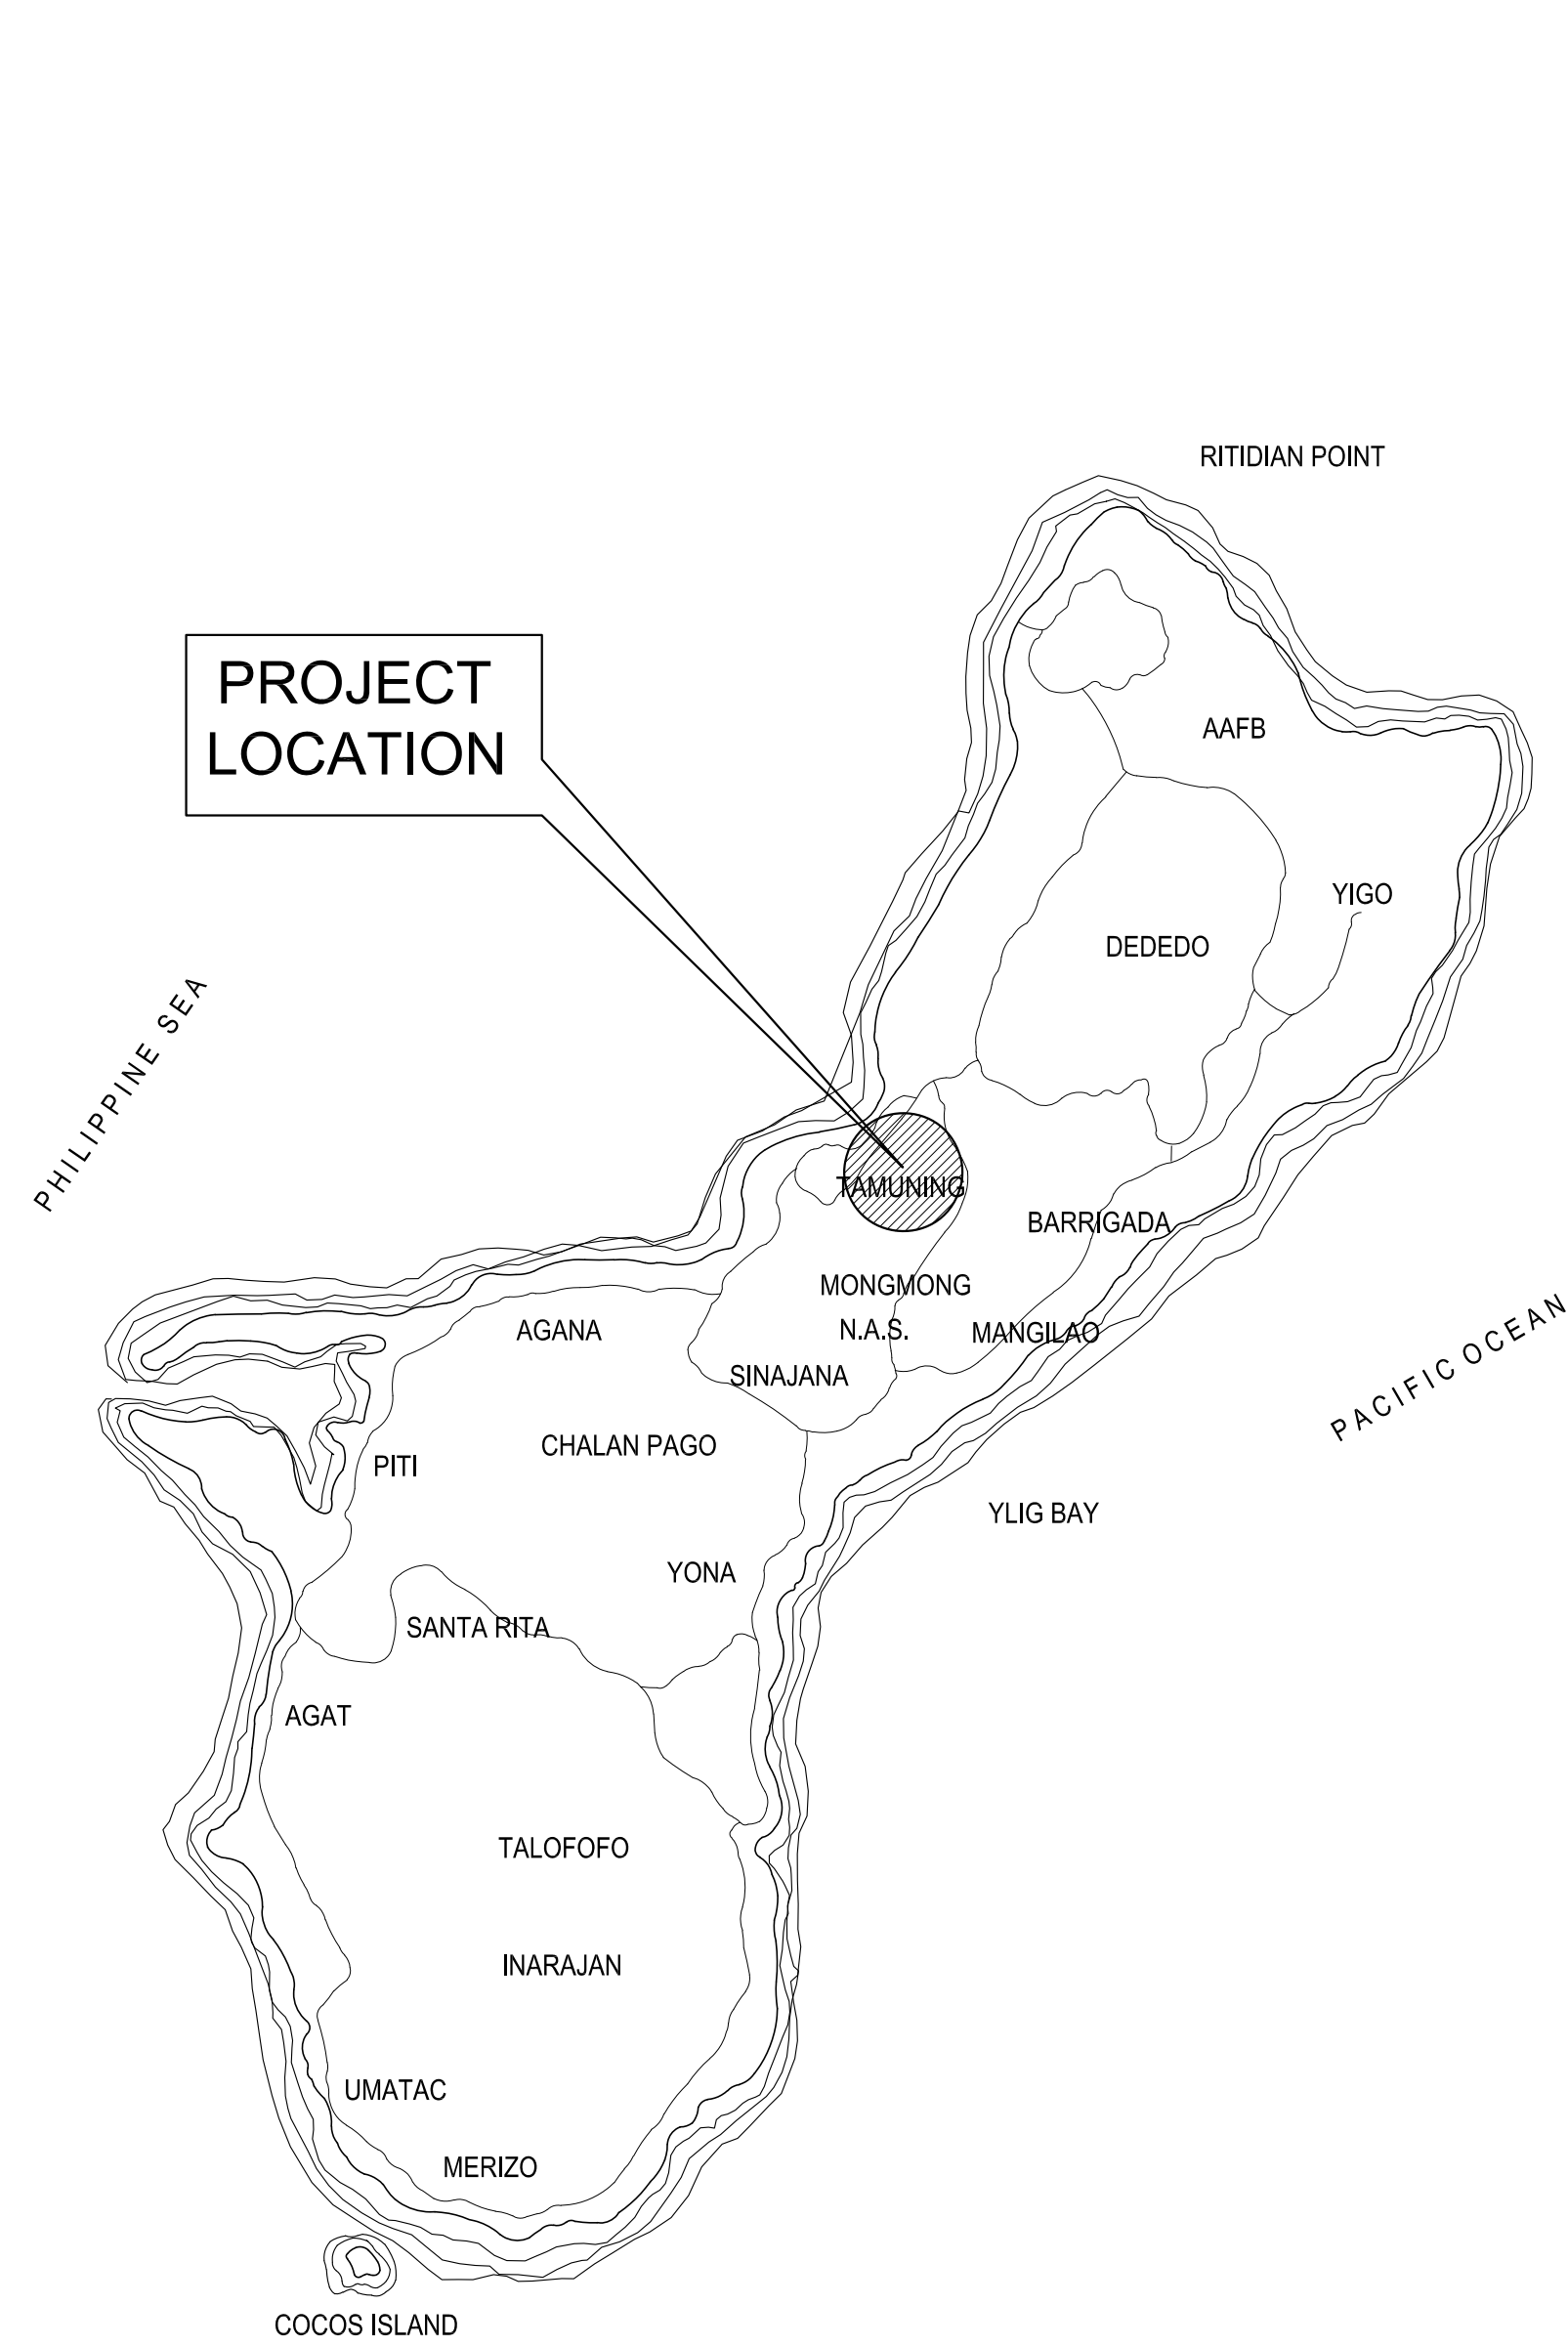 RITIDIAN POINT
PROJECT
LOCATION
AAFB
YIGO
DEDEDO
PHILIPPINE SEA
TAMUNING
BARRIGADA
MONGMONG
AGANA
N.A.S.
MANGILAO
PACIFIC OCEAN
SINAJANA
CHALAN PAGO
PITI
YLIG BAY
YONA
SANTA RITA
AGAT
TALOFOFO
INARAJAN
UMATAC
MERIZO
COCOS ISLAND